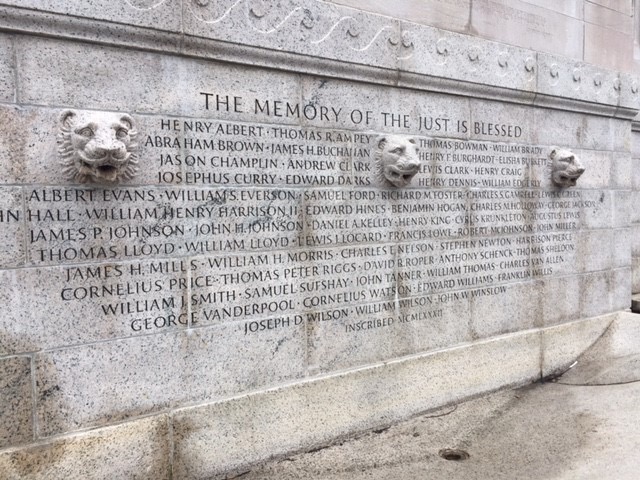 THE MEMORY OF THE JUST IS BLESSED
HENRY ALBERT · THOMAS R. AMPEY THOMAS BOWMAN · WILLIAM BRADY
ABRAHAM BROWN · JAMES H. BUCHANAN HENRY F. BURGHARDT · ELISHA BURKETT
JASON CHAMPLIN · ANDREW CLARK LEVIS CLARK · HENRY CRAIG
JOSEPHUS CURRY · EDWARD DARKS HENRY DENNIS · WILLIAM EDGERLY
ALBERT EVANS · WILLIAM S. EVERSON · SAMUEL FORD · RICHARD M. FOSTER · CHARLES S. GAMRELL
HALL · WILLIAM HENRY HARRISON, II · EDWARD HINES · BENJAMIN HOGAN, CHARLES N. HOLLOWAY · GEORGE JACKSON
JAMES P. JOHNSON · JOHN H. JOHNSON · DANIEL A. KELLEY · HENRY KING · CYRUS KRUNKLETON · AUGUSTUS LEWIS
THOMAS LLOYD · WILLIAM LLOYD · LEWIS J. LOCARD · FRANCIS LOWE · ROBERT McJOHNSON · JOHN MILLER
JAMES H. MILLS · WILLIAM H. MORRIS · CHARLES E. NELSON · STEPHEN NEWTON · HARRISON PIERCE
CORNELIUS PRICE · THOMAS PETER RIGGS · DAVID R. ROPER · ANTHONY SCHENCK · THOMAS SHELDON
WILLIAM J. SMITH · SAMUEL SUFSHAY · JOHN TANNER · WILLIAM THOMAS · CHARLES VAN ALLEN
GEORGE VANDERPOOL · CORNELIUS WATSON · EDWARD WILLIAMS · FRANKLIN WILLIS
JOSEPH D. WILSON · WILLIAM WILSON · JOHN W. WINSLOW
INSCRIBED MCMLXXXII